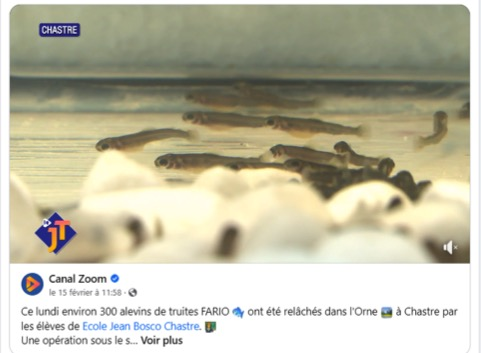 CHASTRE
JT
Canal Zoom
le 15 février à 11:58 ·
Ce lundi environ 300 alevins de truites FARIO 🐟 ont été relâchés dans l'Orne 🏞️ à Chastre par
les élèves de Ecole Jean Bosco Chastre.
Une opération sous le s... Voir plus